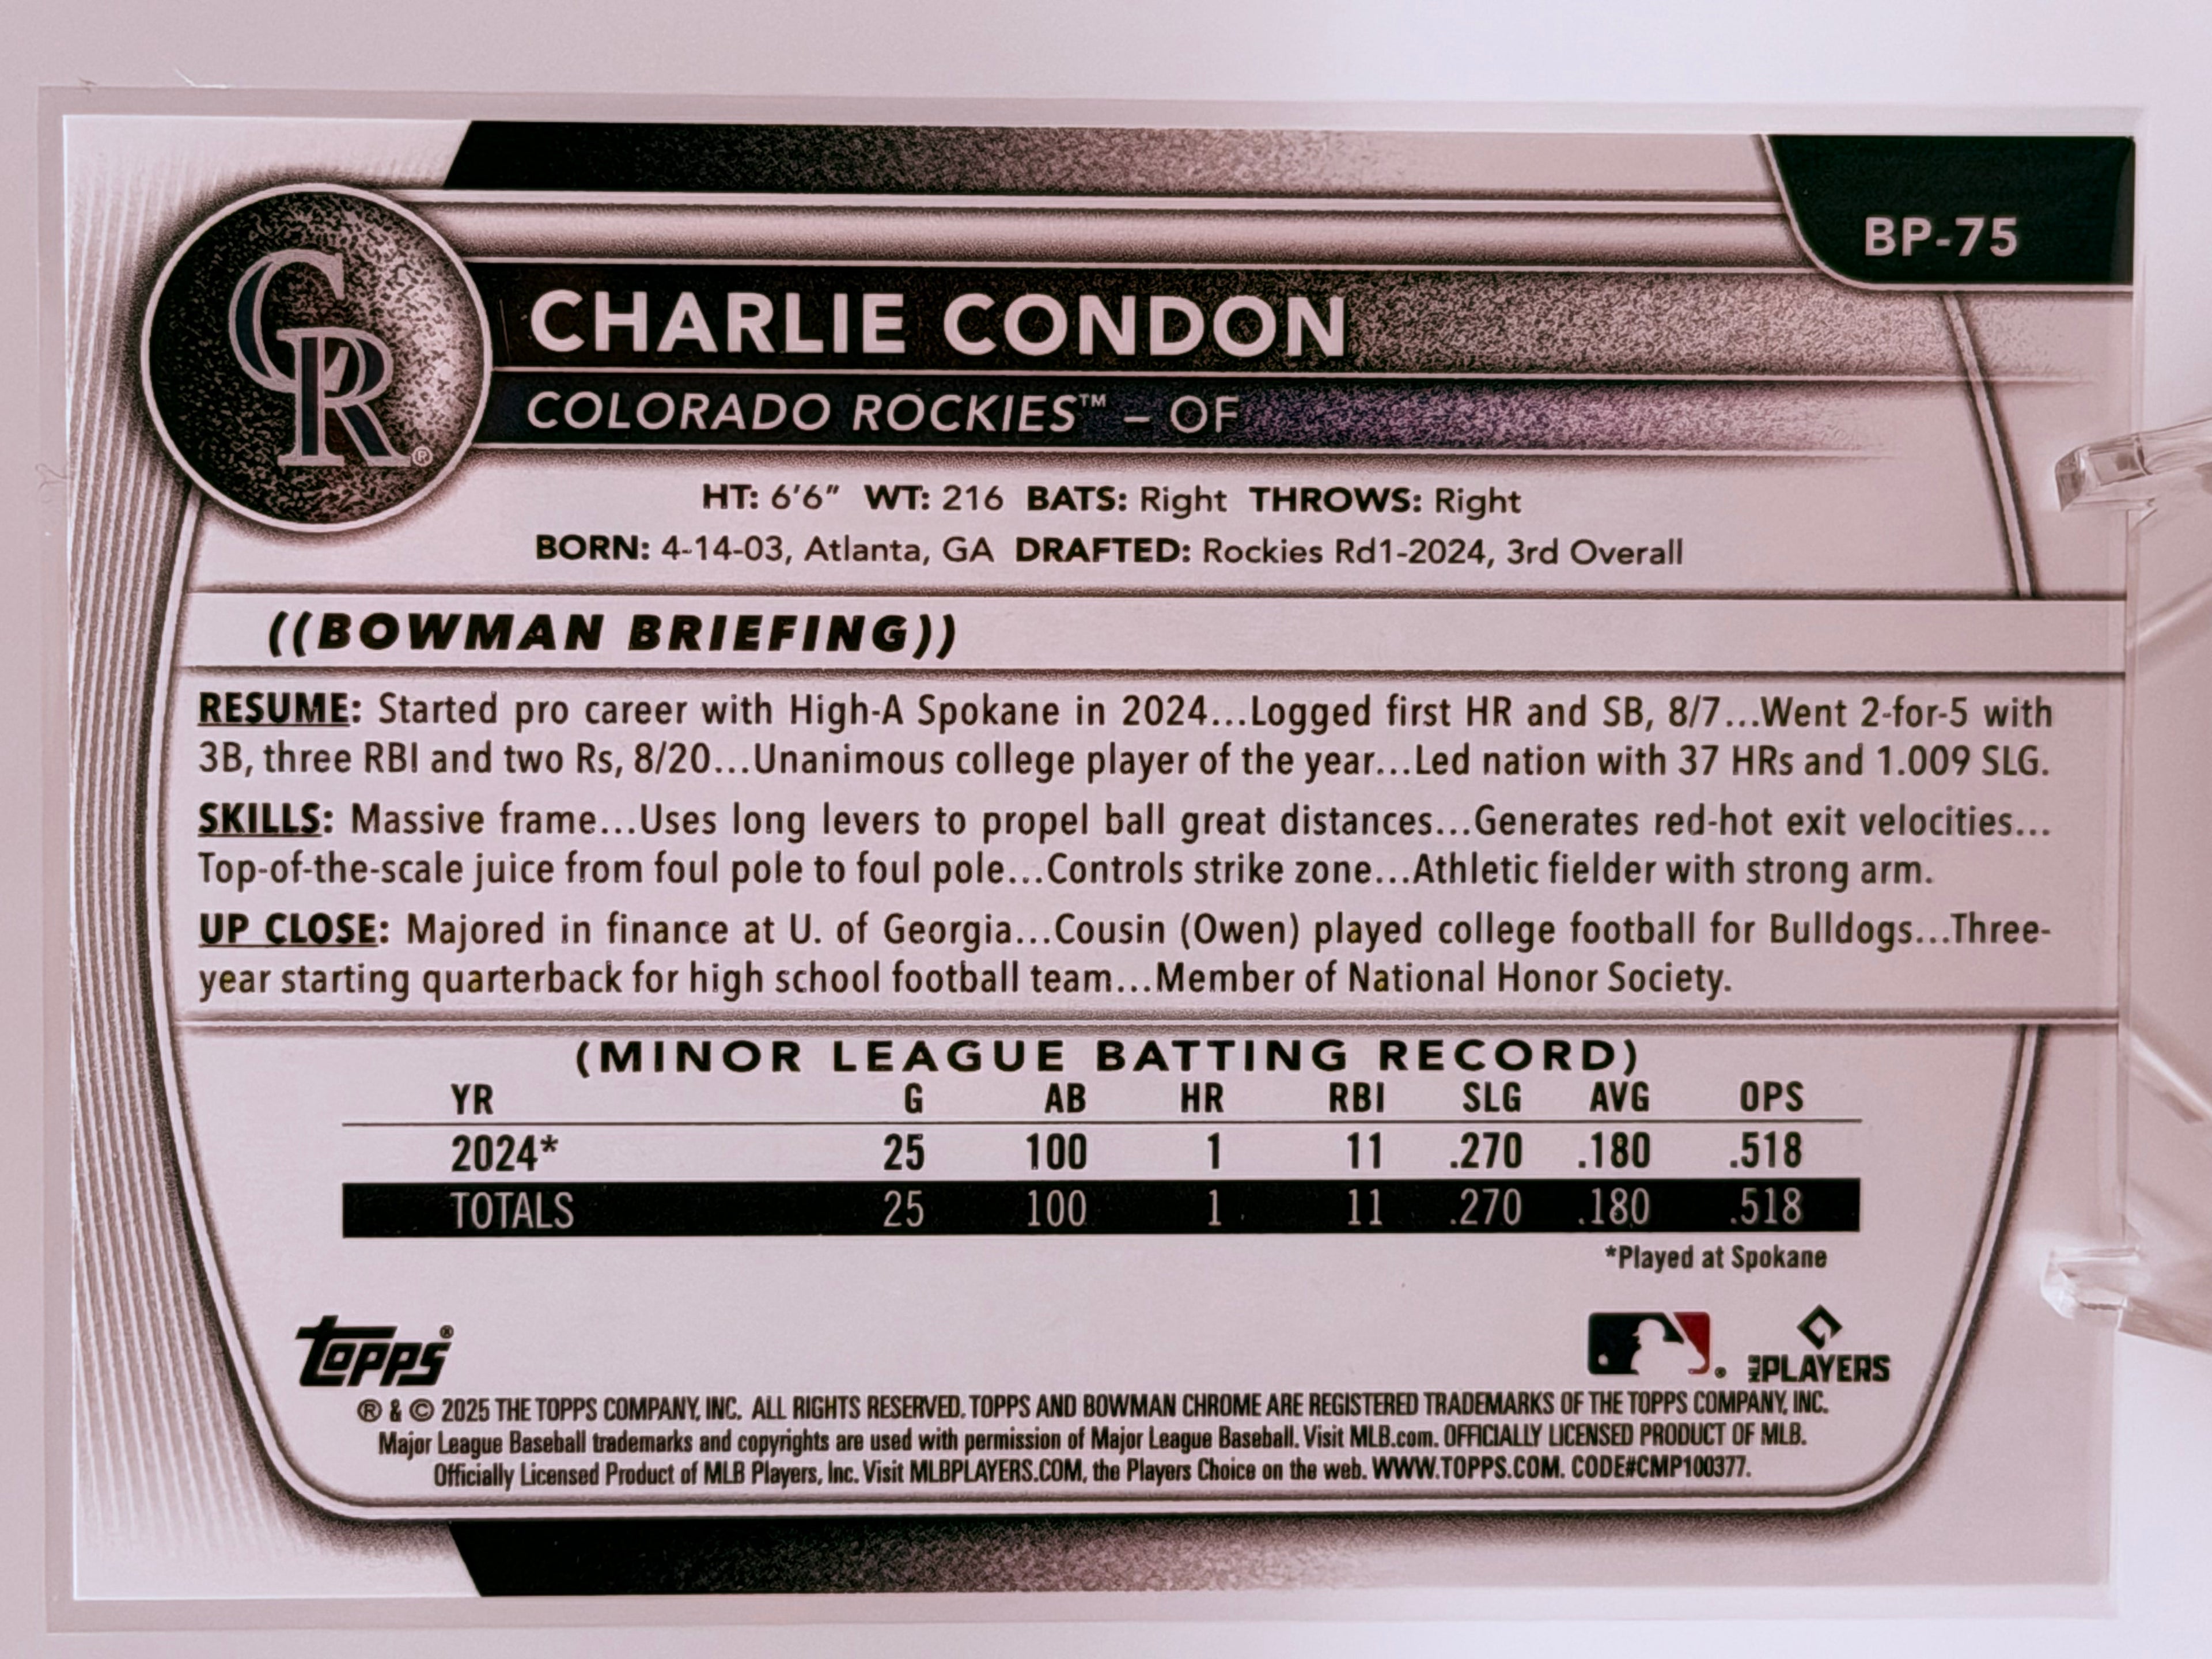 BP-75
CR®
CHARLIE CONDON
COLORADO ROCKIES™ – OF
HT: 6'6" WT: 216 BATS: Right THROWS: Right
BORN: 4-14-03, Atlanta, GA DRAFTED: Rockies Rd1-2024, 3rd Overall
((BOWMAN BRIEFING))
RESUME: Started pro career with High-A Spokane in 2024...Logged first HR and SB, 8/7...Went 2-for-5 with
3B, three RBI and two Rs, 8/20...Unanimous college player of the year...Led nation with 37 HRs and 1.009 SLG.
SKILLS: Massive frame...Uses long levers to propel ball great distances...Generates red-hot exit velocities...
Top-of-the-scale juice from foul pole to foul pole...Controls strike zone...Athletic fielder with strong arm.
UP CLOSE: Majored in finance at U. of Georgia...Cousin (Owen) played college football for Bulldogs...Three-
year starting quarterback for high school football team...Member of National Honor Society.
(MINOR LEAGUE BATTING RECORD)
YR G AB HR RBI SLG AVG OPS
2024* 25 100 1 11 .270 .180 .518
TOTALS 25 100 1 11 .270 .180 .518
*Played at Spokane
topps®
MLB PLAYERS
® & © 2025 THE TOPPS COMPANY, INC. ALL RIGHTS RESERVED. TOPPS AND BOWMAN CHROME ARE REGISTERED TRADEMARKS OF THE TOPPS COMPANY, INC.
Major League Baseball trademarks and copyrights are used with permission of Major League Baseball. Visit MLB.com. OFFICIALLY LICENSED PRODUCT OF MLB.
Officially Licensed Product of MLB Players, Inc. Visit MLBPLAYERS.COM, the Players Choice on the web. WWW.TOPPS.COM. CODE#CMP100377.